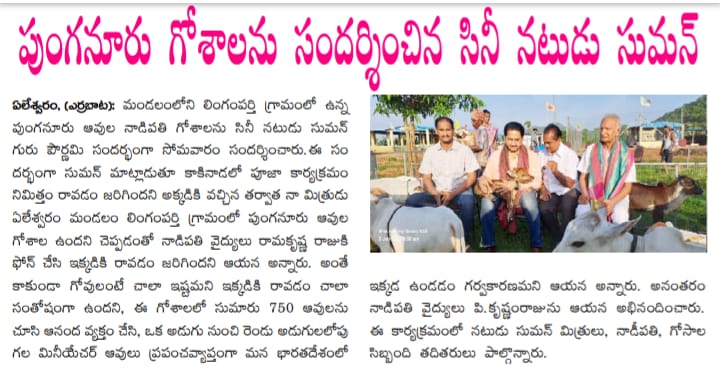 పుంగనూరు గోశాలను సందర్శించిన సినీ నటుడు సుమన్
ఏలేశ్వరం, (ఎర్రబాట): మండలంలోని లింగంపర్తి గ్రామంలో ఉన్న
పుంగనూరు ఆవుల నాడిపతి గోశాలను సినీ నటుడు సుమన్
గురు పౌర్ణమి సందర్భంగా సోమవారం సందర్శించారు. ఈ సం
దర్భంగా సుమన్ మాట్లాడుతూ కాకినాడలో పూజా కార్యక్రమం
నిమిత్తం రావడం జరిగిందని అక్కడికి వచ్చిన తర్వాత నా మిత్రుడు
ఏలేశ్వరం మండలం లింగంపర్తి గ్రామంలో పుంగనూరు ఆవుల
గోశాల ఉందని చెప్పడంతో నాడిపతి వైద్యులు రామకృష్ణ రాజుకి
ఫోన్ చేసి ఇక్కడికి రావడం జరిగిందని ఆయన అన్నారు. అంతే
కాకుండా గోవులంటే చాలా ఇష్టమని ఇక్కడికి రావడం చాలా
సంతోషంగా ఉందని, ఈ గోశాలలో సుమారు 750 ఆవులను
చూసి ఆనంద వ్యక్తం చేసి, ఒక అడుగు నుంచి రెండు అడుగులలోపు
గల మినీయేచర్ ఆవులు ప్రపంచవ్యాప్తంగా మన భారతదేశంలో
ఇక్కడ ఉండడం గర్వకారణమని ఆయన అన్నారు. అనంతరం
నాడిపతి వైద్యులు పి.కృష్ణంరాజును ఆయన అభినందించారు.
ఈ కార్యక్రమంలో నటుడు సుమన్ మిత్రులు, నాడీపతి, గోసాల
సిబ్బంది తదితరులు పాల్గొన్నారు.